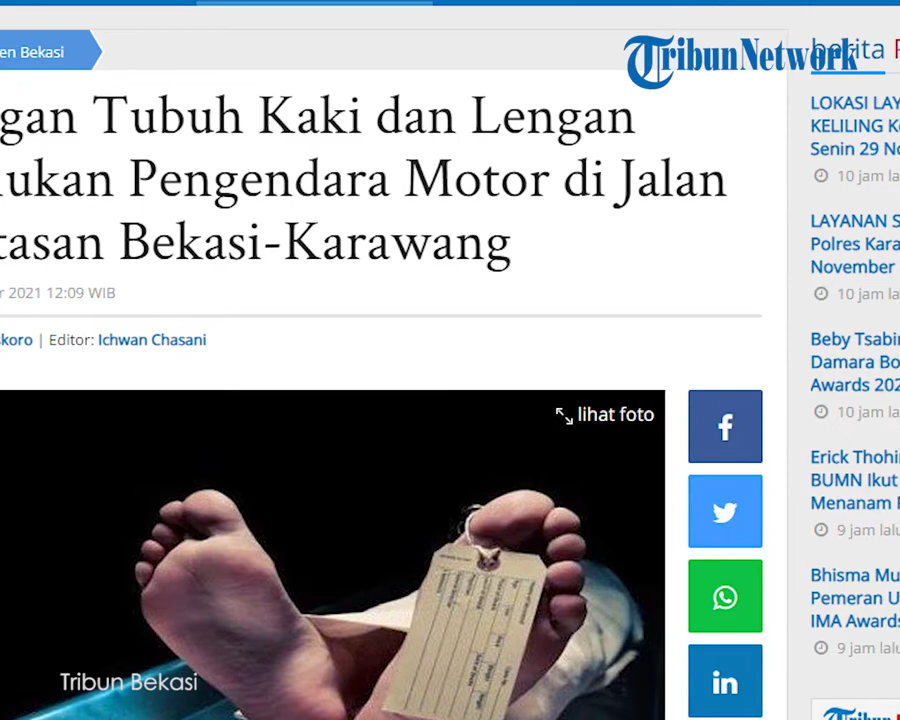 en Bekasi
TribunNetwork
gan Tubuh Kaki dan Lengan
ukan Pengendara Motor di Jalan
tasan Bekasi-Karawang
r 2021 12:09 WIB
skoro | Editor: Ichwan Chasani
lihat foto
Tribun Bekasi
berita P
LOKASI LAY
KELILING K
Senin 29 No
10 jam la
LAYANAN S
Polres Kara
November
10 jam la
Beby Tsabin
Damara Bo
Awards 202
10 jam la
Erick Thohi
BUMN Ikut
Menanam P
9 jam lalu
Bhisma Mu
Pemeran U
IMA Awards
9 jam lalu